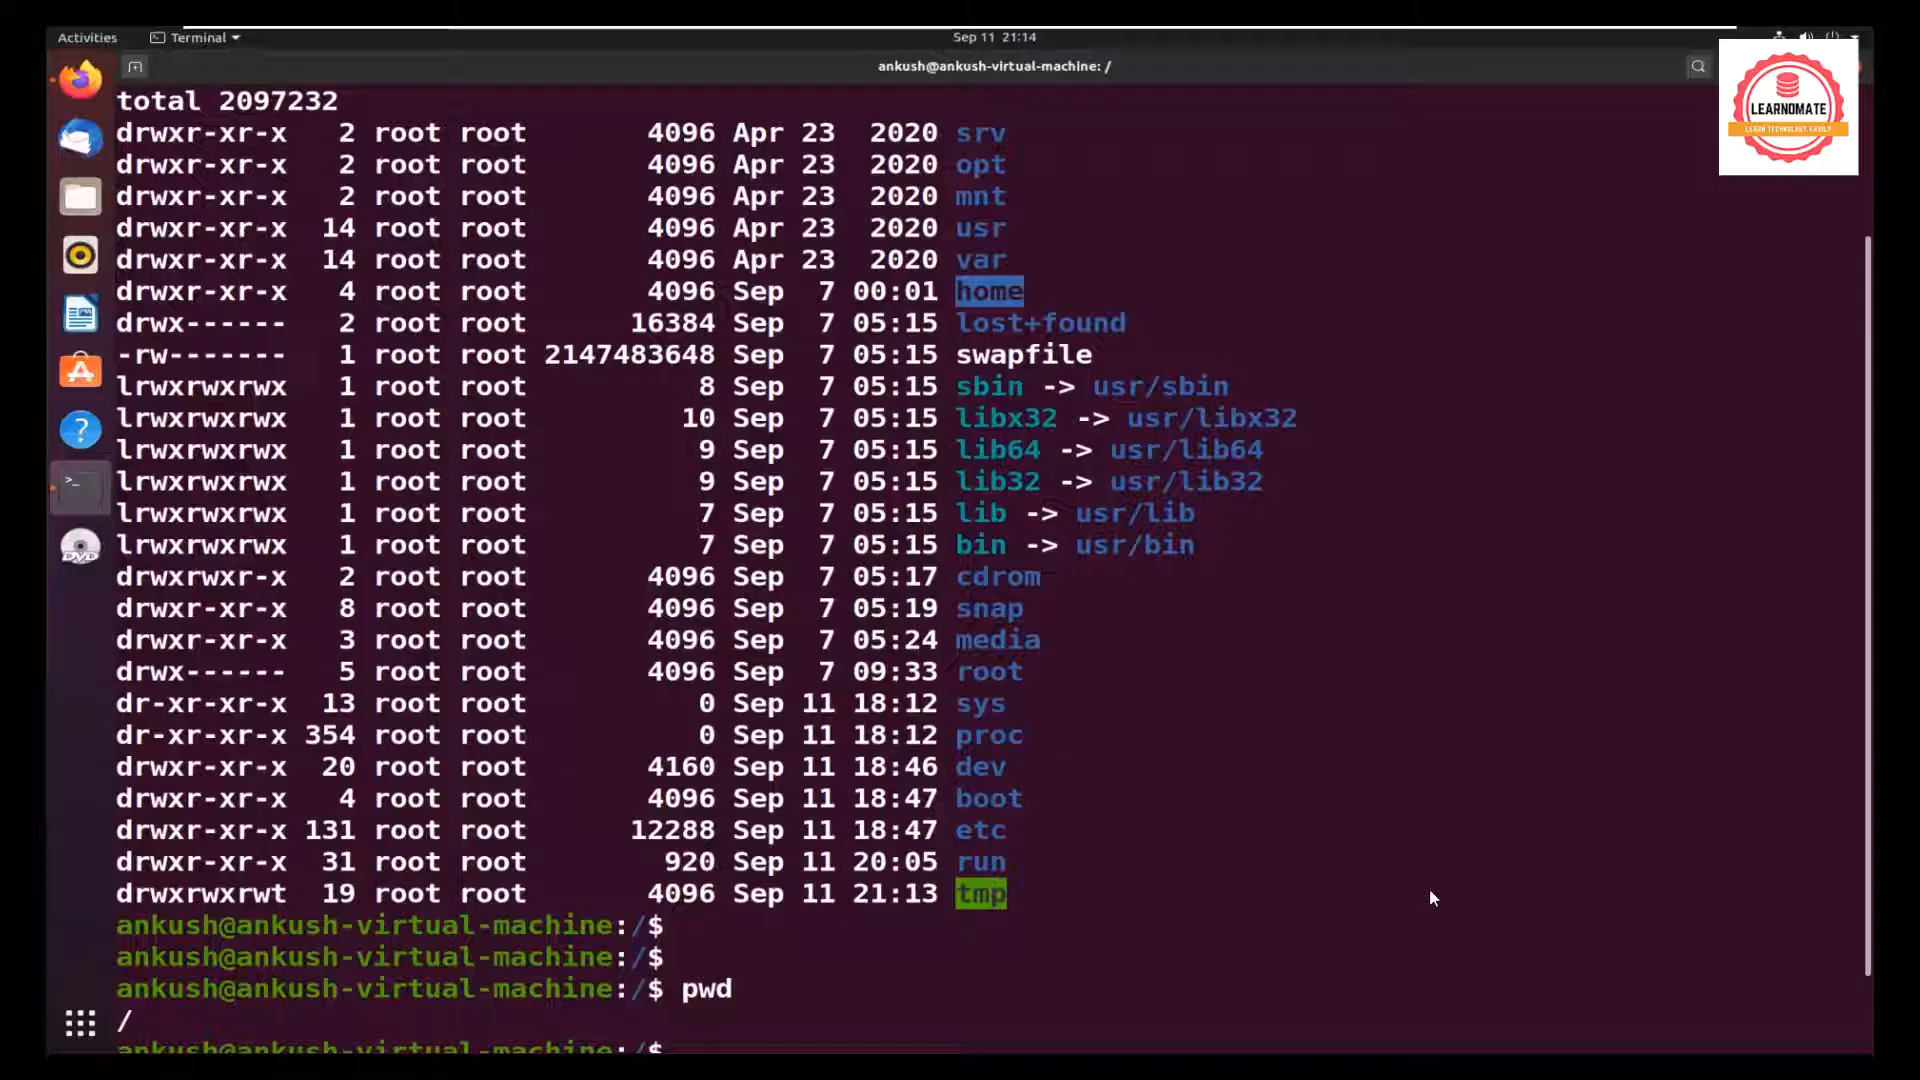 Activities Terminal Sep 11 21:14
ankush@ankush-virtual-machine: /
LEARNOMATE
LEARN TECHNOLOGY EASILY
total 2097232
drwxr-xr-x 2 root root 4096 Apr 23 2020 srv
drwxr-xr-x 2 root root 4096 Apr 23 2020 opt
drwxr-xr-x 2 root root 4096 Apr 23 2020 mnt
drwxr-xr-x 14 root root 4096 Apr 23 2020 usr
drwxr-xr-x 14 root root 4096 Apr 23 2020 var
drwxr-xr-x 4 root root 4096 Sep 7 00:01 home
drwx------ 2 root root 16384 Sep 7 05:15 lost+found
-rw------- 1 root root 2147483648 Sep 7 05:15 swapfile
lrwxrwxrwx 1 root root 8 Sep 7 05:15 sbin -> usr/sbin
lrwxrwxrwx 1 root root 10 Sep 7 05:15 libx32 -> usr/libx32
lrwxrwxrwx 1 root root 9 Sep 7 05:15 lib64 -> usr/lib64
lrwxrwxrwx 1 root root 9 Sep 7 05:15 lib32 -> usr/lib32
lrwxrwxrwx 1 root root 7 Sep 7 05:15 lib -> usr/lib
lrwxrwxrwx 1 root root 7 Sep 7 05:15 bin -> usr/bin
drwxrwxr-x 2 root root 4096 Sep 7 05:17 cdrom
drwxr-xr-x 8 root root 4096 Sep 7 05:19 snap
drwxr-xr-x 3 root root 4096 Sep 7 05:24 media
drwx------ 5 root root 4096 Sep 7 09:33 root
dr-xr-xr-x 13 root root 0 Sep 11 18:12 sys
dr-xr-xr-x 354 root root 0 Sep 11 18:12 proc
drwxr-xr-x 20 root root 4160 Sep 11 18:46 dev
drwxr-xr-x 4 root root 4096 Sep 11 18:47 boot
drwxr-xr-x 131 root root 12288 Sep 11 18:47 etc
drwxr-xr-x 31 root root 920 Sep 11 20:05 run
drwxrwxrwt 19 root root 4096 Sep 11 21:13 tmp
ankush@ankush-virtual-machine:/$
ankush@ankush-virtual-machine:/$
ankush@ankush-virtual-machine:/$ pwd
/
ankush@ankush-virtual-machine:/$
DVD